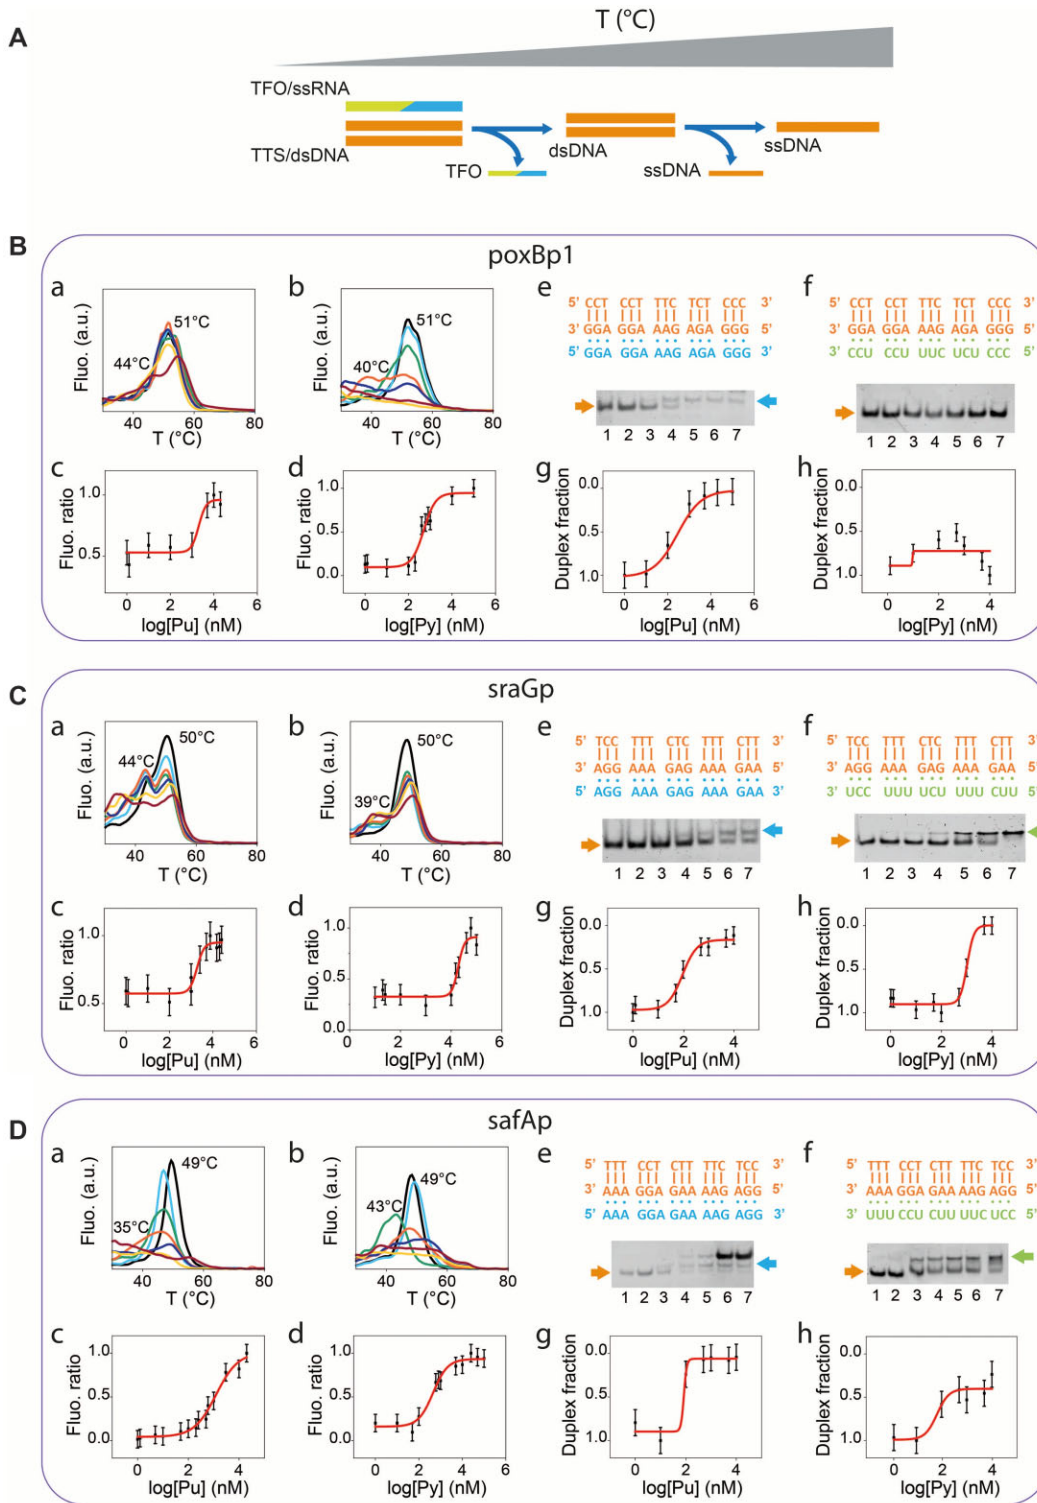 A
T (°C)
TFO/ssRNA
TTS/dsDNA
TFO
dsDNA
ssDNA
ssDNA
B
poxBp1
a
Fluo. (a.u.)
51°C
44°C
40 60 80
T (°C)
b
Fluo. (a.u.)
51°C
40°C
40 60 80
T (°C)
e
5' CCT CCT TTC TCT CCC 3'
3' GGA GGA AAG AGA GGG 5'
5' GGA GGA AAG AGA GGG 3'
1 2 3 4 5 6 7
f
5' CCT CCT TTC TCT CCC 3'
3' GGA GGA AAG AGA GGG 5'
3' CCU CCU UUC UCU CCC 5'
1 2 3 4 5 6 7
c
Fluo. ratio
1.0
0.5
0 2 4 6
log[Pu] (nM)
d
Fluo. ratio
1.0
0.5
0.0
0 2 4 6
log[Py] (nM)
g
Duplex fraction
0.0
0.5
1.0
0 2 4 6
log[Pu] (nM)
h
Duplex fraction
0.0
0.5
1.0
0 2 4
log[Py] (nM)
C
sraGp
a
Fluo. (a.u.)
50°C
44°C
40 60 80
T (°C)
b
Fluo. (a.u.)
50°C
39°C
40 60 80
T (°C)
e
5' TCC TTT CTC TTT CTT 3'
3' AGG AAA GAG AAA GAA 5'
5' AGG AAA GAG AAA GAA 3'
1 2 3 4 5 6 7
f
5' TCC TTT CTC TTT CTT 3'
3' AGG AAA GAG AAA GAA 5'
3' UCC UUU UCU UUU CUU 5'
1 2 3 4 5 6 7
c
Fluo. ratio
1.0
0.5
0 2 4 6
log[Pu] (nM)
d
Fluo. ratio
1.0
0.5
0.0
0 2 4
log[Py] (nM)
g
Duplex fraction
0.0
0.5
1.0
0 2 4
log[Pu] (nM)
h
Duplex fraction
0.0
0.5
1.0
0 2 4
log[Py] (nM)
D
safAp
a
Fluo. (a.u.)
49°C
35°C
40 60 80
T (°C)
b
Fluo. (a.u.)
49°C
43°C
40 60 80
T (°C)
e
5' TTT CCT CTT TTC TCC 3'
3' AAA GGA GAA AAG AGG 5'
5' AAA GGA GAA AAG AGG 3'
1 2 3 4 5 6 7
f
5' TTT CCT CTT TTC TCC 3'
3' AAA GGA GAA AAG AGG 5'
3' UUU CCU CUU UUC UCC 5'
1 2 3 4 5 6 7
c
Fluo. ratio
1.0
0.5
0.0
0 2 4
log[Pu] (nM)
d
Fluo. ratio
1.0
0.5
0.0
0 5
log[Py] (nM)
g
Duplex fraction
0.0
0.5
1.0
0 2 4
log[Pu] (nM)
h
Duplex fraction
0.0
0.5
1.0
0 2 4
log[Py] (nM)